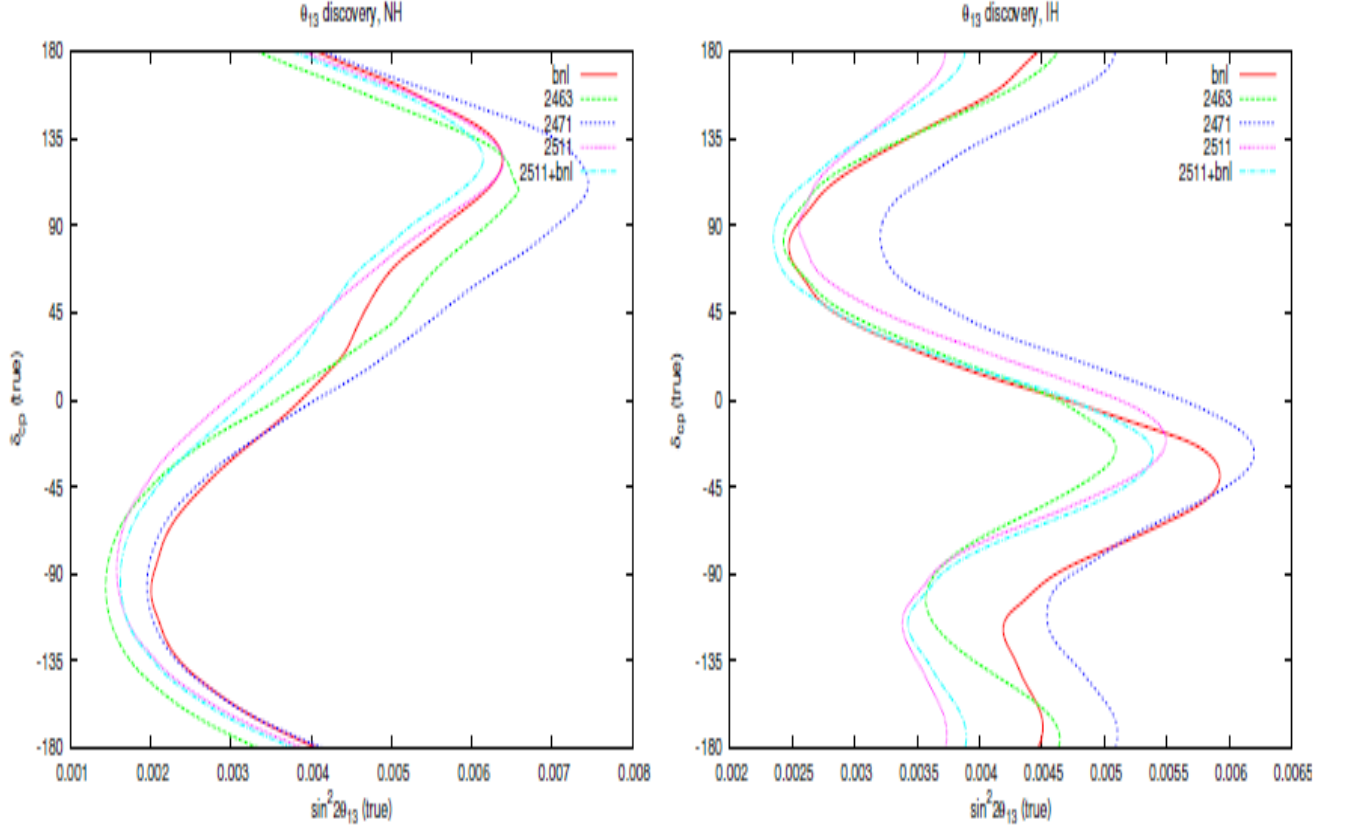 θ13 discovery, NH
180
135
90
45
0
-45
-90
-135
-180
δcp (true)
bnl
2463
2471
2511
2511+bnl
0.001 0.002 0.003 0.004 0.005 0.006 0.007 0.008
sin²2θ13 (true)
θ13 discovery, IH
180
135
90
45
0
-45
-90
-135
-180
δcp (true)
bnl
2463
2471
2511
2511+bnl
0.002 0.0025 0.003 0.0035 0.004 0.0045 0.005 0.0055 0.006 0.0065
sin²2θ13 (true)